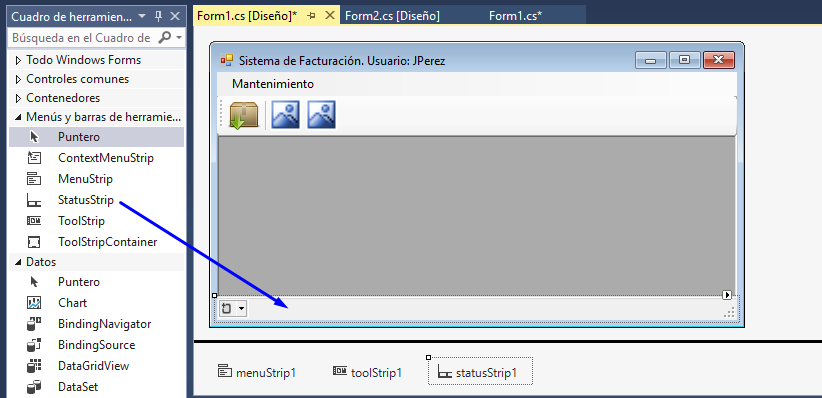 Cuadro de herramien...
Búsqueda en el Cuadro de
Todo Windows Forms
Controles comunes
Contenedores
Menús y barras de herramie...
Puntero
ContextMenuStrip
MenuStrip
StatusStrip
ToolStrip
ToolStripContainer
Datos
Puntero
Chart
BindingNavigator
BindingSource
DataGridView
DataSet
Form1.cs [Diseño]*
Form2.cs [Diseño]
Form1.cs*
Sistema de Facturación. Usuario: JPerez
Mantenimiento
menuStrip1
toolStrip1
statusStrip1